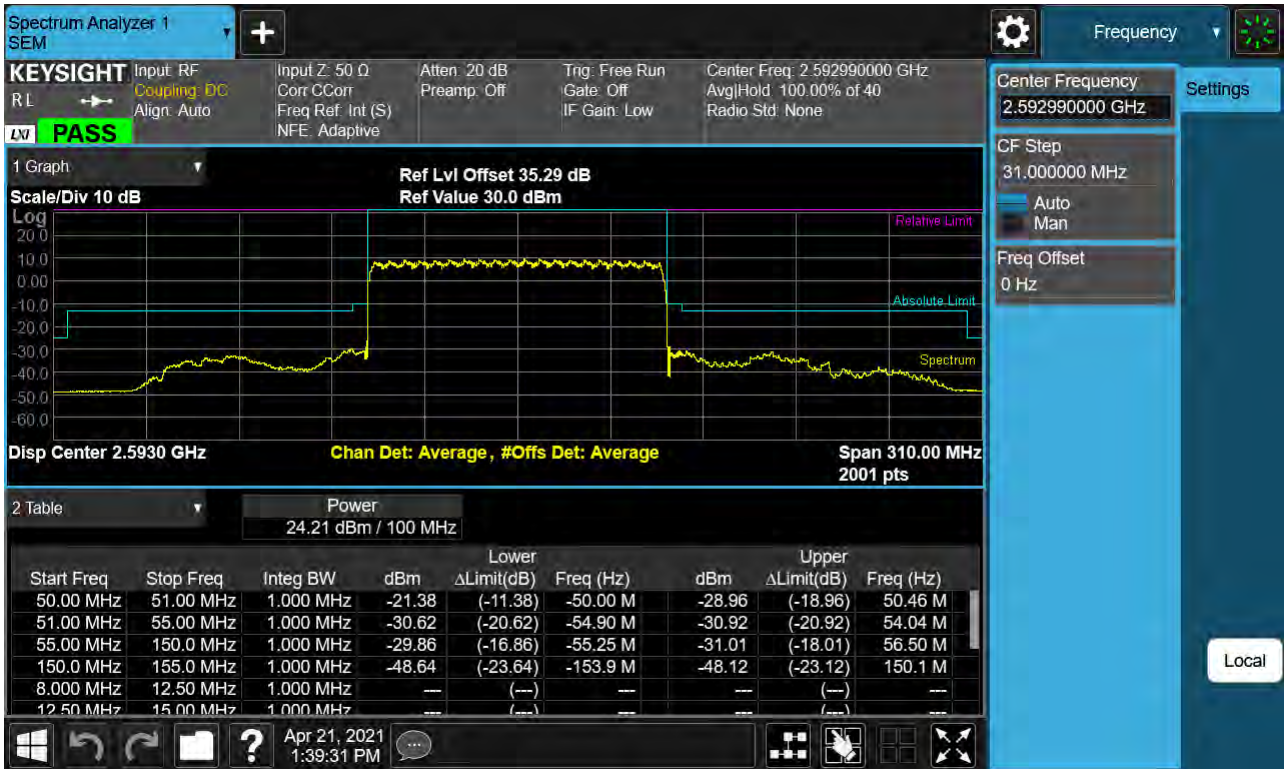 Spectrum Analyzer 1
SEM
Frequency
KEYSIGHT
R L
LXI
PASS
Input: RF
Coupling: DC
Align: Auto
Input Z: 50 Ω
Corr CCorr
Freq Ref: Int (S)
NFE: Adaptive
Atten: 20 dB
Preamp: Off
Trig: Free Run
Gate: Off
IF Gain: Low
Center Freq: 2.592990000 GHz
Avg|Hold: 100.00% of 40
Radio Std: None
Center Frequency
2.592990000 GHz
Settings
CF Step
31.000000 MHz
Auto
Man
Freq Offset
0 Hz
Local
1 Graph
Scale/Div 10 dB
Ref Lvl Offset 35.29 dB
Ref Value 30.0 dBm
Log
20.0
10.0
0.00
-10.0
-20.0
-30.0
-40.0
-50.0
-60.0
Relative Limit
Absolute Limit
Spectrum
Disp Center 2.5930 GHz Chan Det: Average, #Offs Det: Average Span 310.00 MHz
2001 pts
2 Table
Power
24.21 dBm / 100 MHz
Lower Upper
Start Freq Stop Freq Integ BW dBm ΔLimit(dB) Freq (Hz) dBm ΔLimit(dB) Freq (Hz)
50.00 MHz 51.00 MHz 1.000 MHz -21.38 (-11.38) -50.00 M -28.96 (-18.96) 50.46 M
51.00 MHz 55.00 MHz 1.000 MHz -30.62 (-20.62) -54.90 M -30.92 (-20.92) 54.04 M
55.00 MHz 150.0 MHz 1.000 MHz -29.86 (-16.86) -55.25 M -31.01 (-18.01) 56.50 M
150.0 MHz 155.0 MHz 1.000 MHz -48.64 (-23.64) -153.9 M -48.12 (-23.12) 150.1 M
8.000 MHz 12.50 MHz 1.000 MHz --- (---) --- --- (---) ---
12.50 MHz 15.00 MHz 1.000 MHz --- (---) --- --- (---) ---
Apr 21, 2021
1:39:31 PM